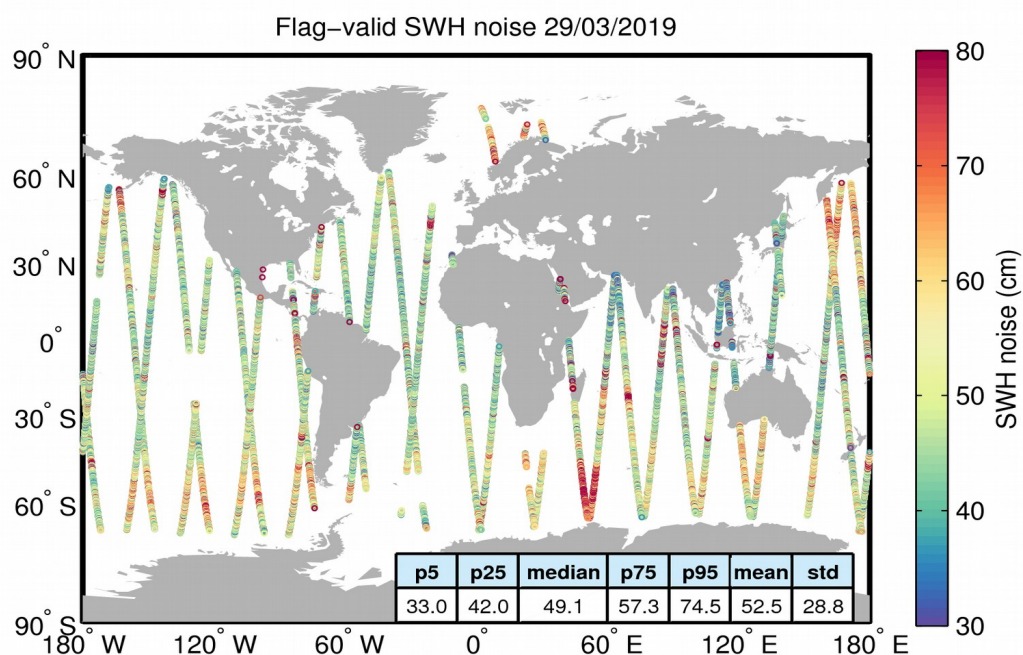 Flag−valid SWH noise 29/03/2019
90° N
60° N
30° N
0°
30° S
60° S
90° S
180° W
120° W
60° W
0°
60° E
120° E
180° E
p5 p25 median p75 p95 mean std
33.0 42.0 49.1 57.3 74.5 52.5 28.8
80
70
60
50
40
30
SWH noise (cm)